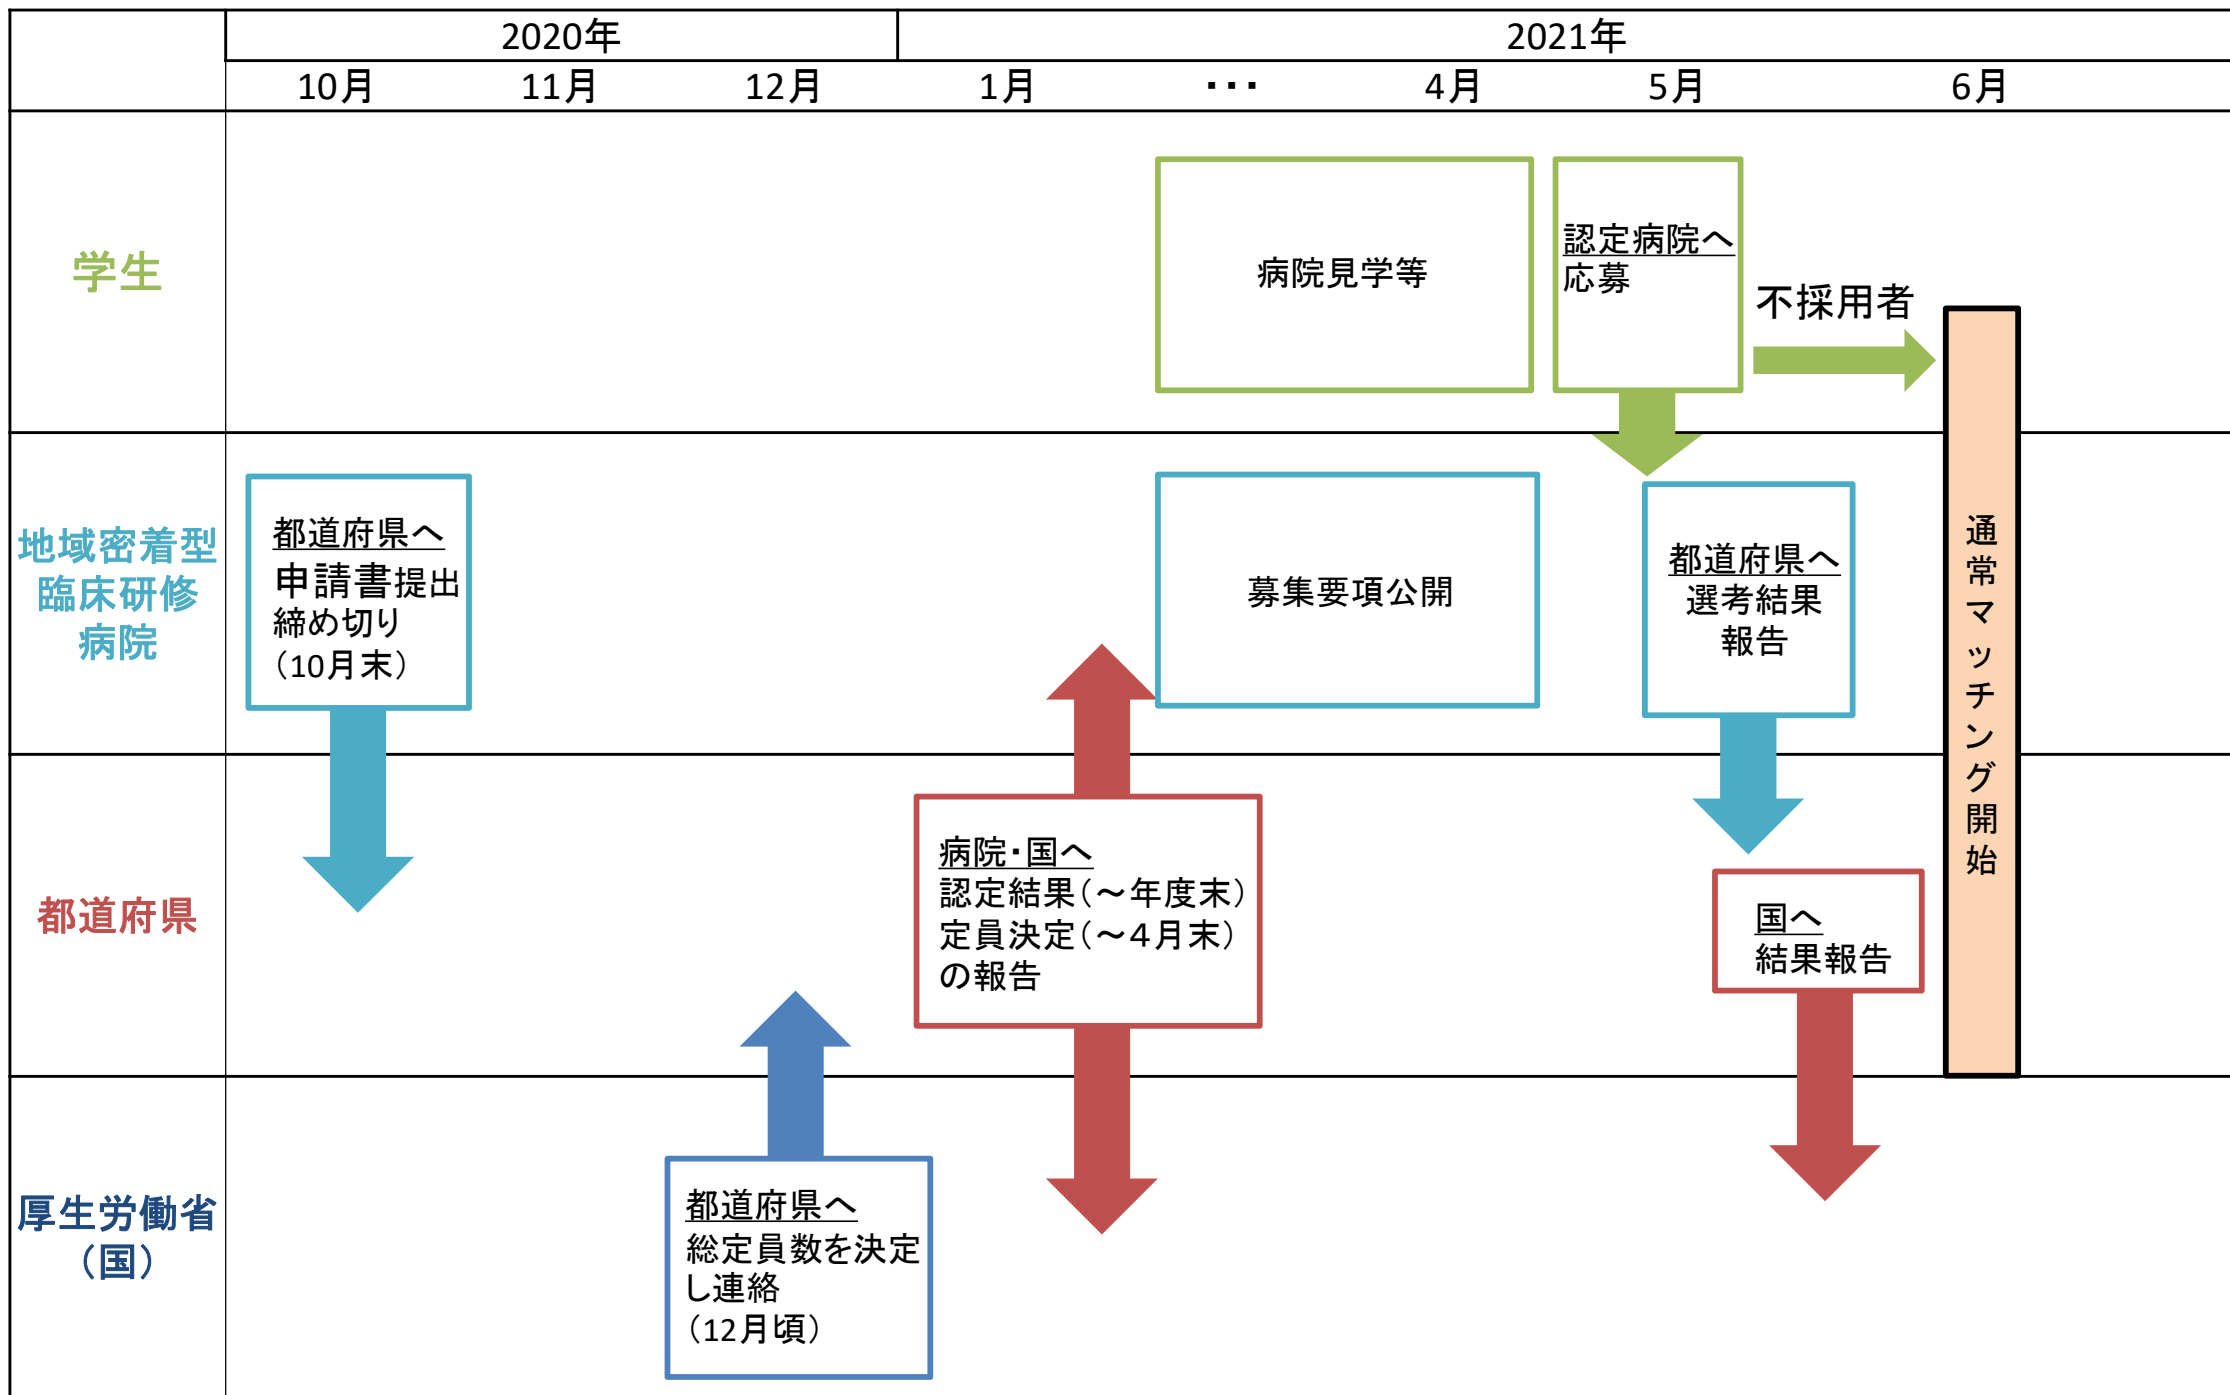 2020年
2021年
10月
11月
12月
1月
･･･
4月
5月
6月
学生
病院見学等
認定病院へ
応募
不採用者
地域密着型
臨床研修
病院
都道府県へ
申請書提出
締め切り
（10月末）
募集要項公開
都道府県へ
選考結果
報告
通常マッチング開始
都道府県
病院・国へ
認定結果（～年度末）
定員決定（～４月末）
の報告
国へ
結果報告
厚生労働省
（国）
都道府県へ
総定員数を決定
し連絡
（12月頃）